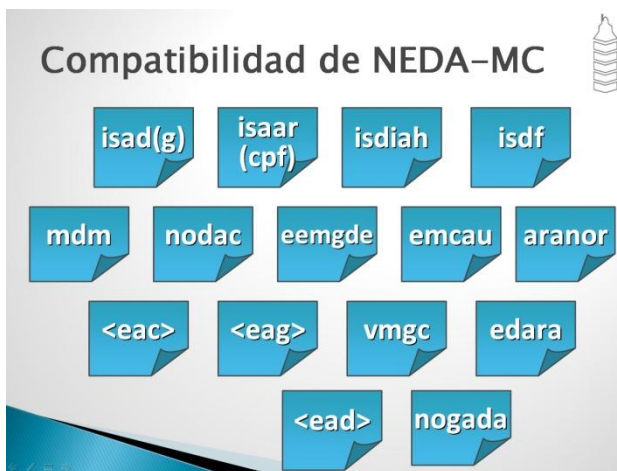 Compatibilidad de NEDA-MC
isad(g)
isaar
(cpf)
isdiah
isdf
mdm
nodac
eemgde
emcau
aranor
<eac>
<eag>
vmgc
edara
<ead>
nogada